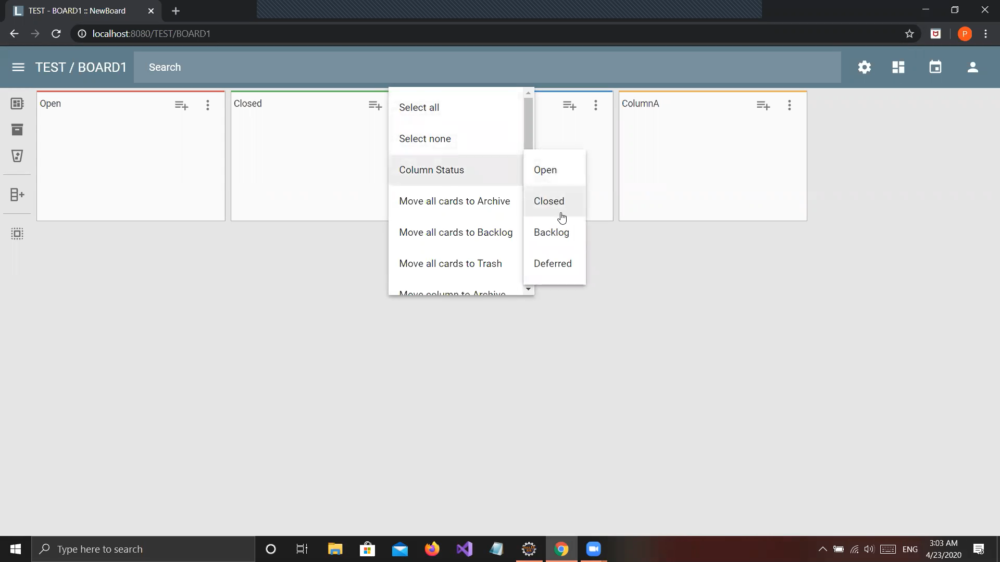 TEST - BOARD1 :: NewBoard
localhost:8080/TEST/BOARD1
P
TEST / BOARD1
Search
Open
Closed
ColumnA
Select all
Select none
Column Status
Move all cards to Archive
Move all cards to Backlog
Move all cards to Trash
Move column to Archive
Open
Closed
Backlog
Deferred
Type here to search
ENG
3:03 AM
4/23/2020